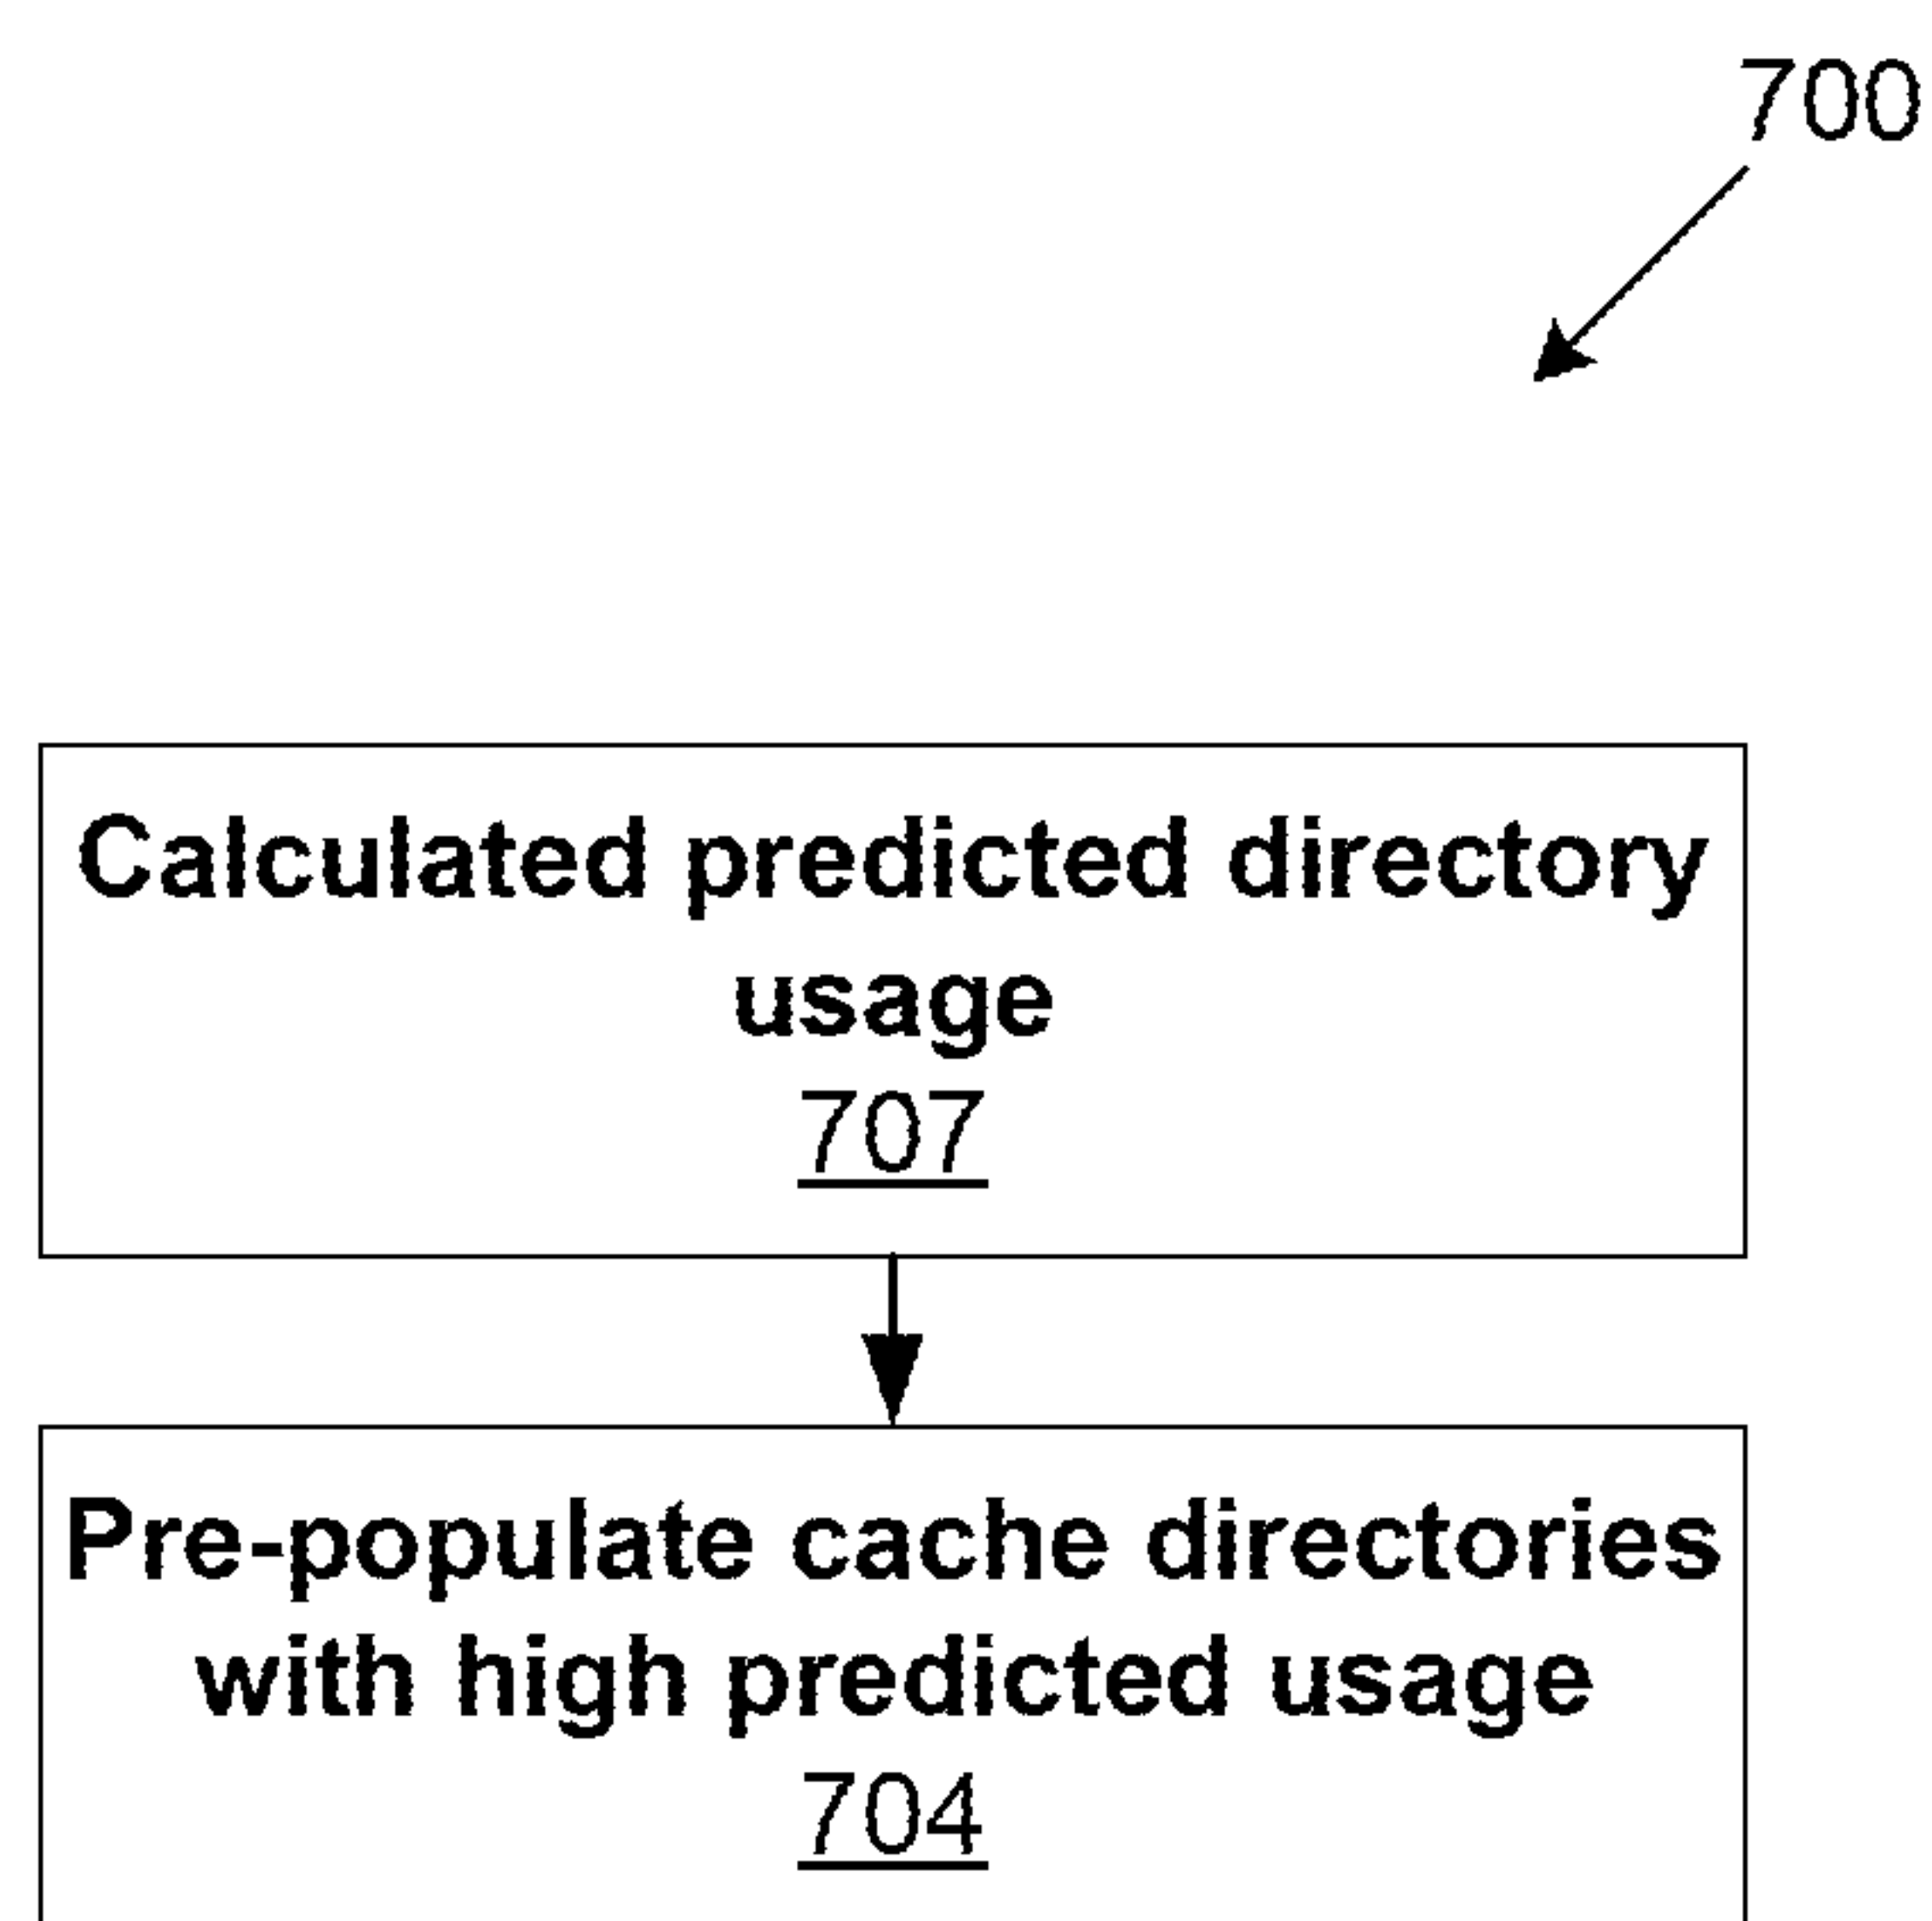 700
Calculated predicted directory
usage
707
Pre-populate cache directories
with high predicted usage
704